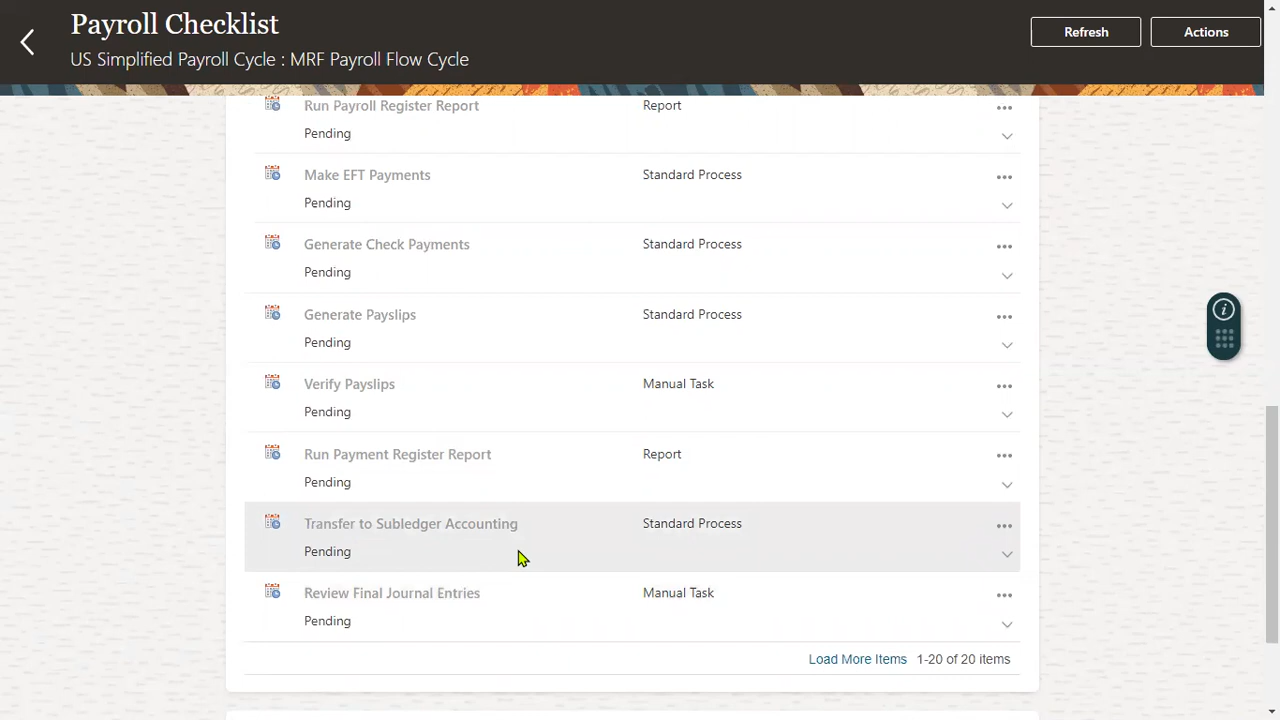 Payroll Checklist
US Simplified Payroll Cycle : MRF Payroll Flow Cycle
Refresh
Actions
Run Payroll Register Report
Report
Pending
Make EFT Payments
Standard Process
Pending
Generate Check Payments
Standard Process
Pending
Generate Payslips
Standard Process
Pending
Verify Payslips
Manual Task
Pending
Run Payment Register Report
Report
Pending
Transfer to Subledger Accounting
Standard Process
Pending
Review Final Journal Entries
Manual Task
Pending
Load More Items 1-20 of 20 items